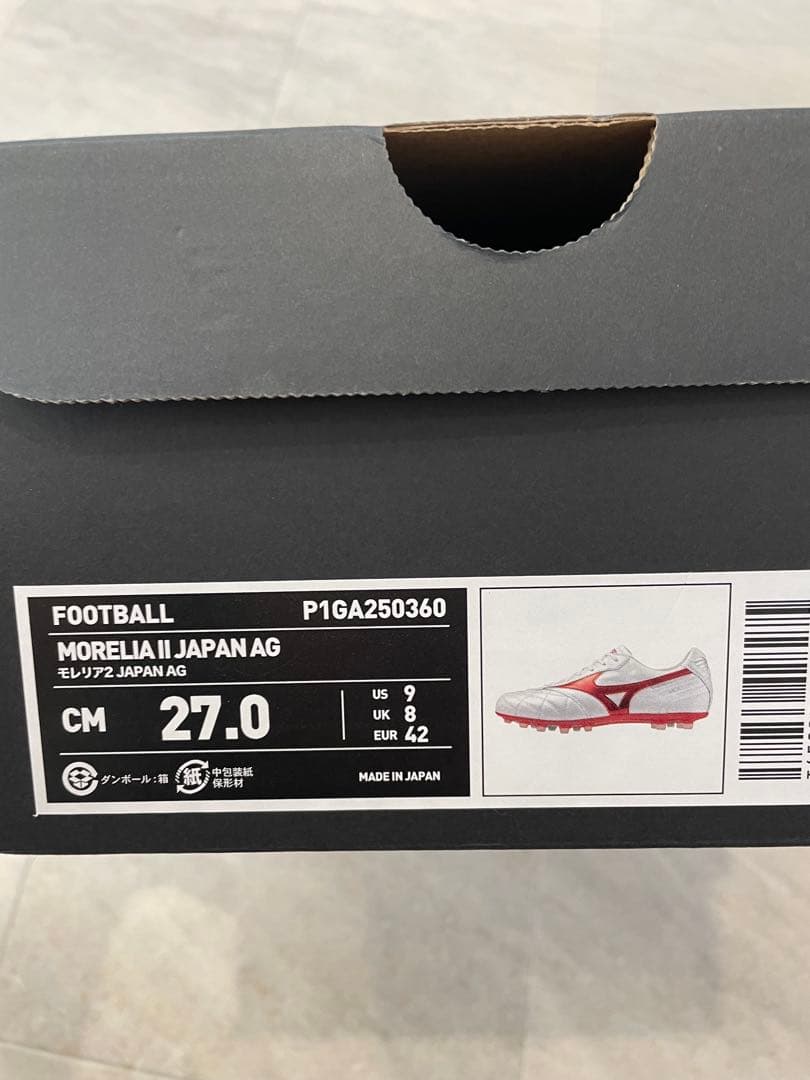 FOOTBALL P1GA250360
MORELIA II JAPAN AG
モレリア2 JAPAN AG
CM 27.0
US 9
UK 8
EUR 42
ダンボール:箱
紙
中包装紙
保形材
MADE IN JAPAN